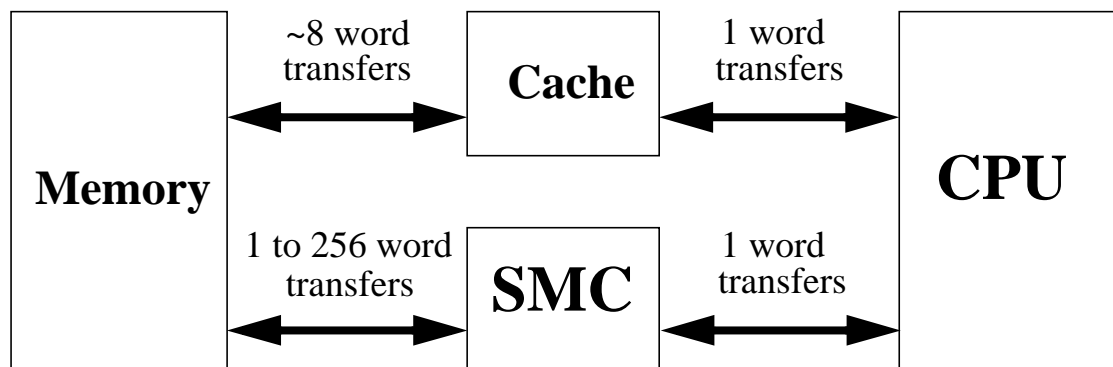 ~8 word
transfers
Cache
1 word
transfers
Memory
CPU
1 to 256 word
transfers
SMC
1 word
transfers